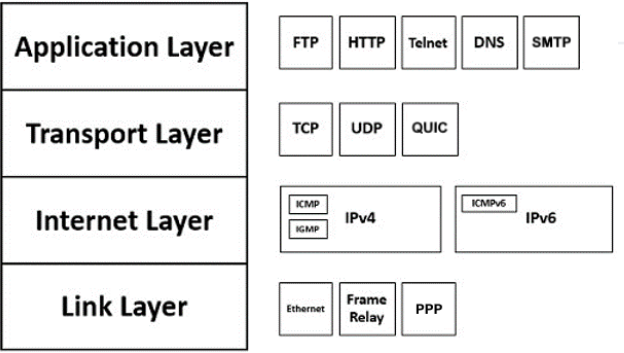 Application Layer
FTP
HTTP
Telnet
DNS
SMTP
Transport Layer
TCP
UDP
QUIC
Internet Layer
ICMP
IGMP
IPv4
ICMPv6
IPv6
Link Layer
Ethernet
Frame
Relay
PPP